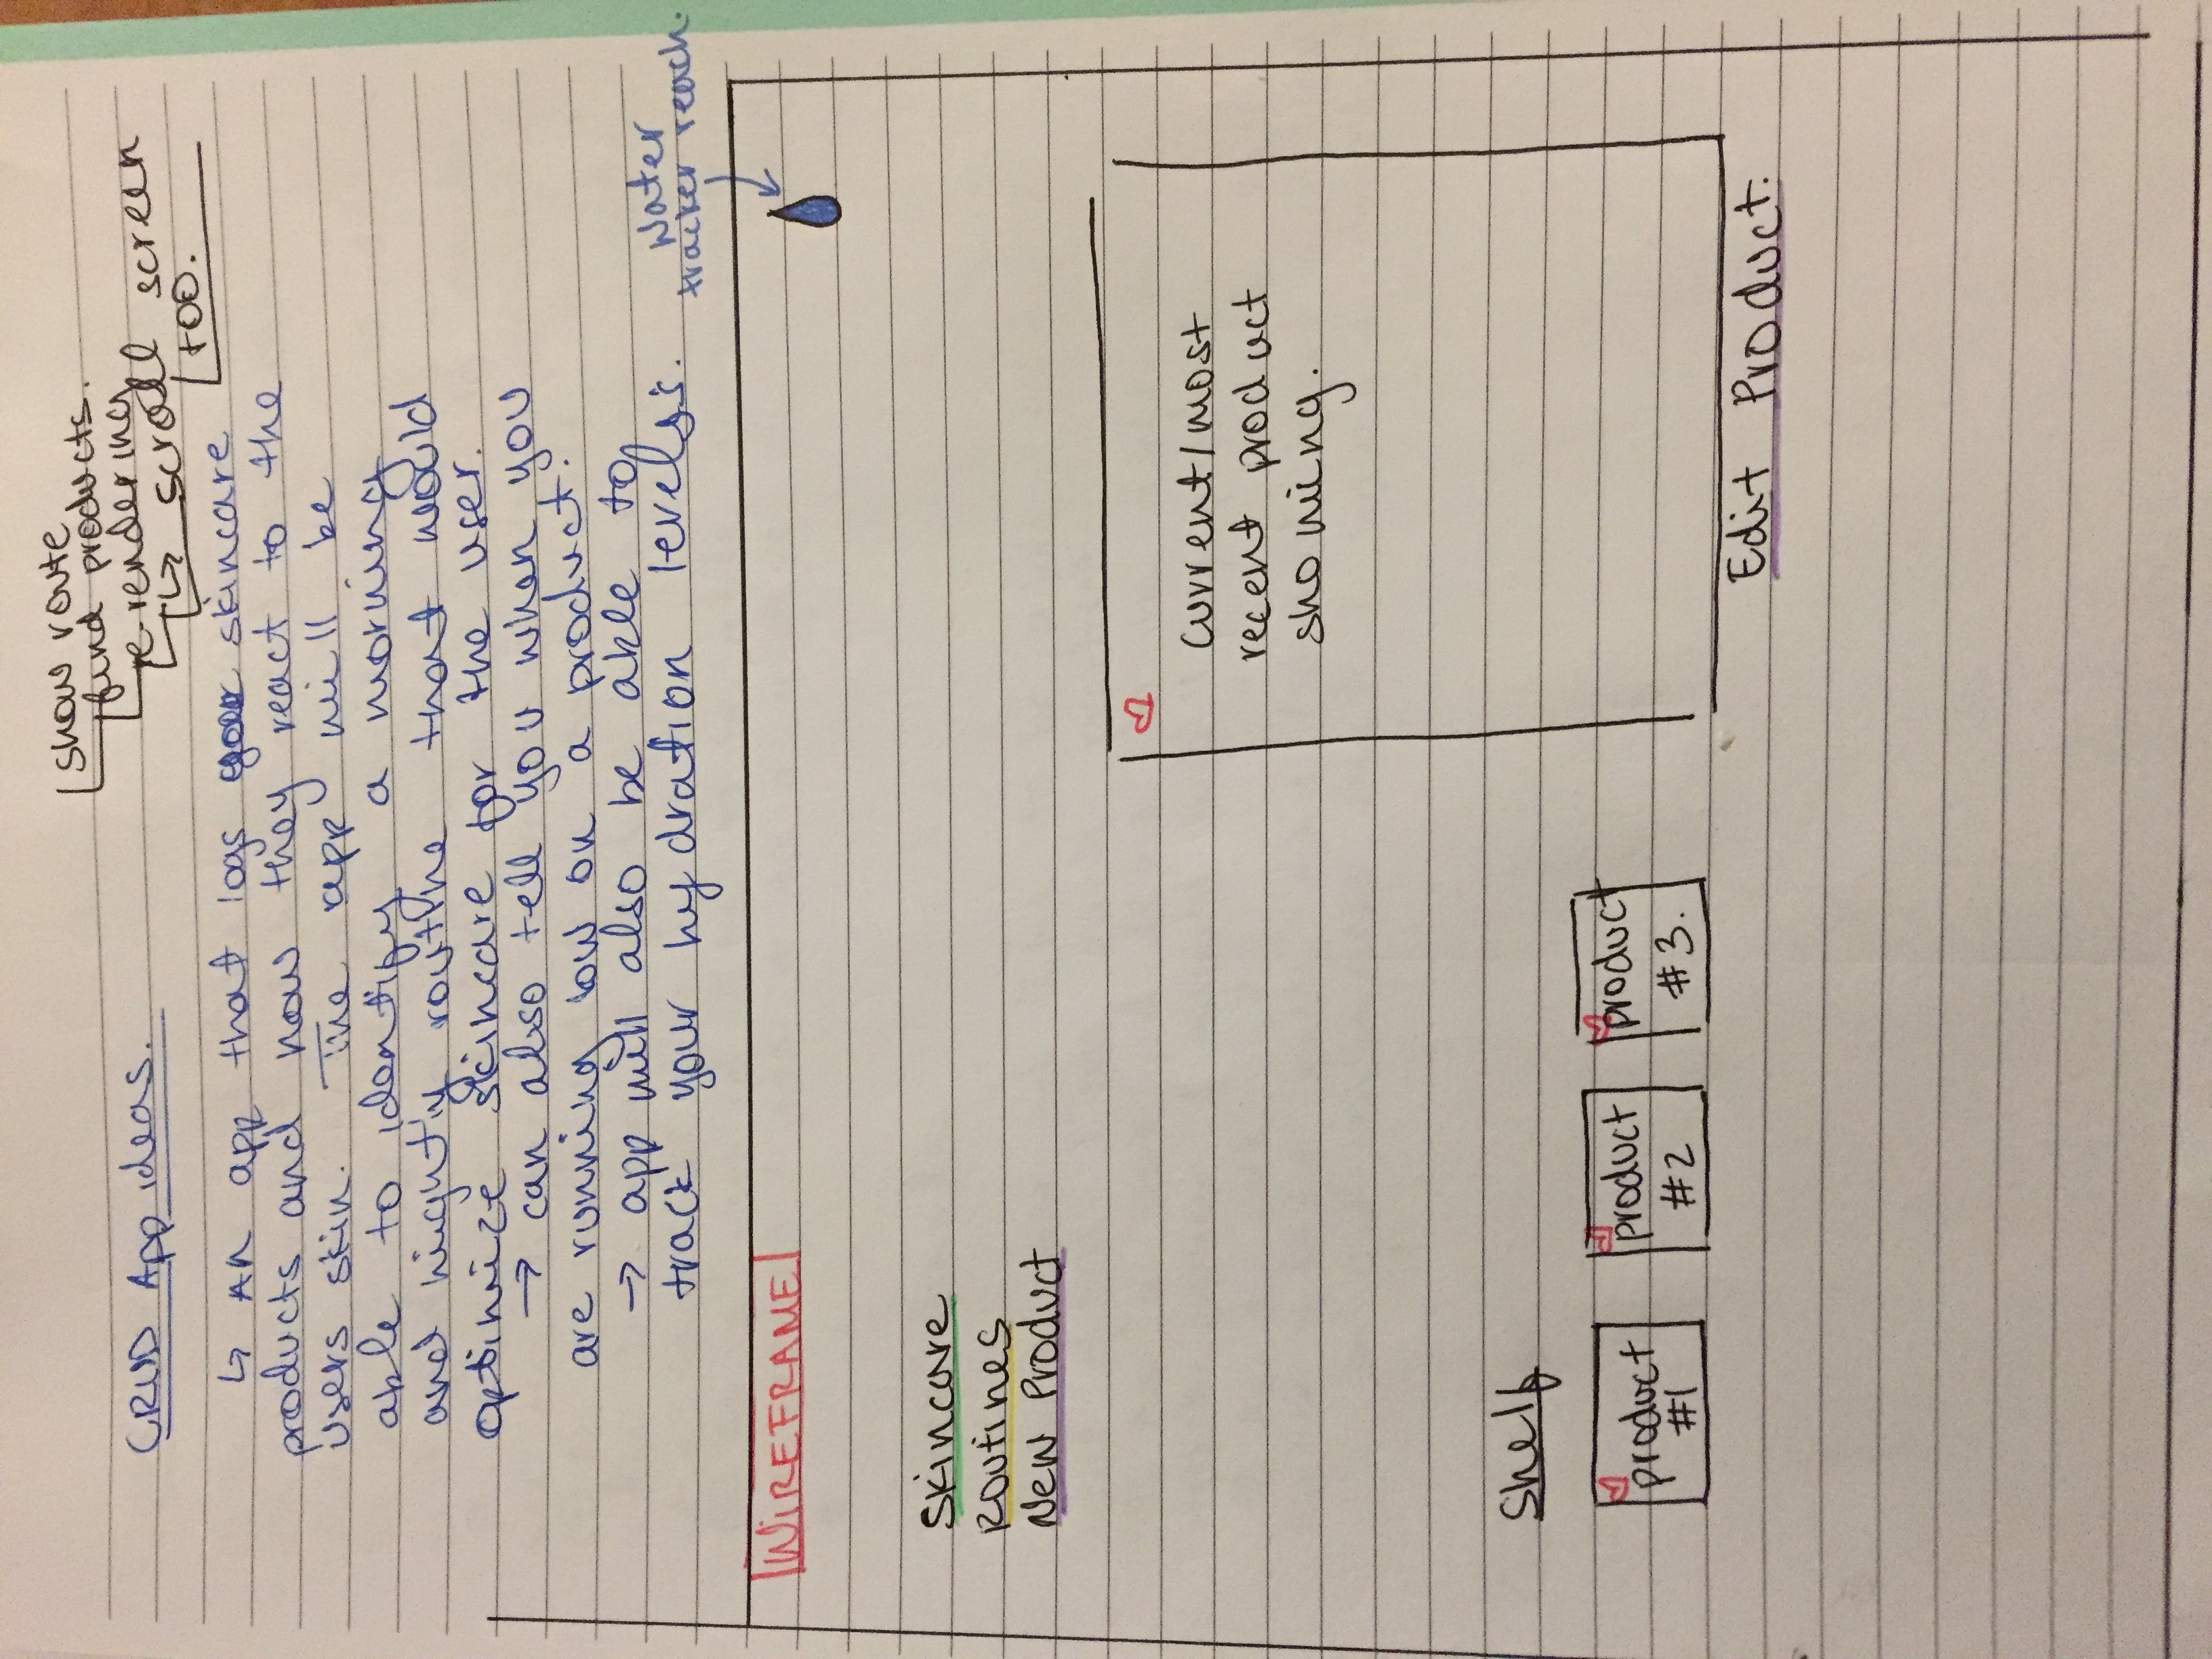 show route
find products.
re-rendering
↳ scroll screen
too.
CRUD App ideas.
↳ An app that logs skincare
products and how they react to the
users skin. The app will be
able to identify a morning
and nightly routine that would
optimize skincare for the user.
→ can also tell you when you
are running low on a product.
→ app will also be able to
track your hydration levels.
Water
tracker reach.
WIREFRAME
Skincare
Routines
New Product
Current/most
recent product
showing.
Shelf
product
#1
product
#2
product
#3.
Edit Product.